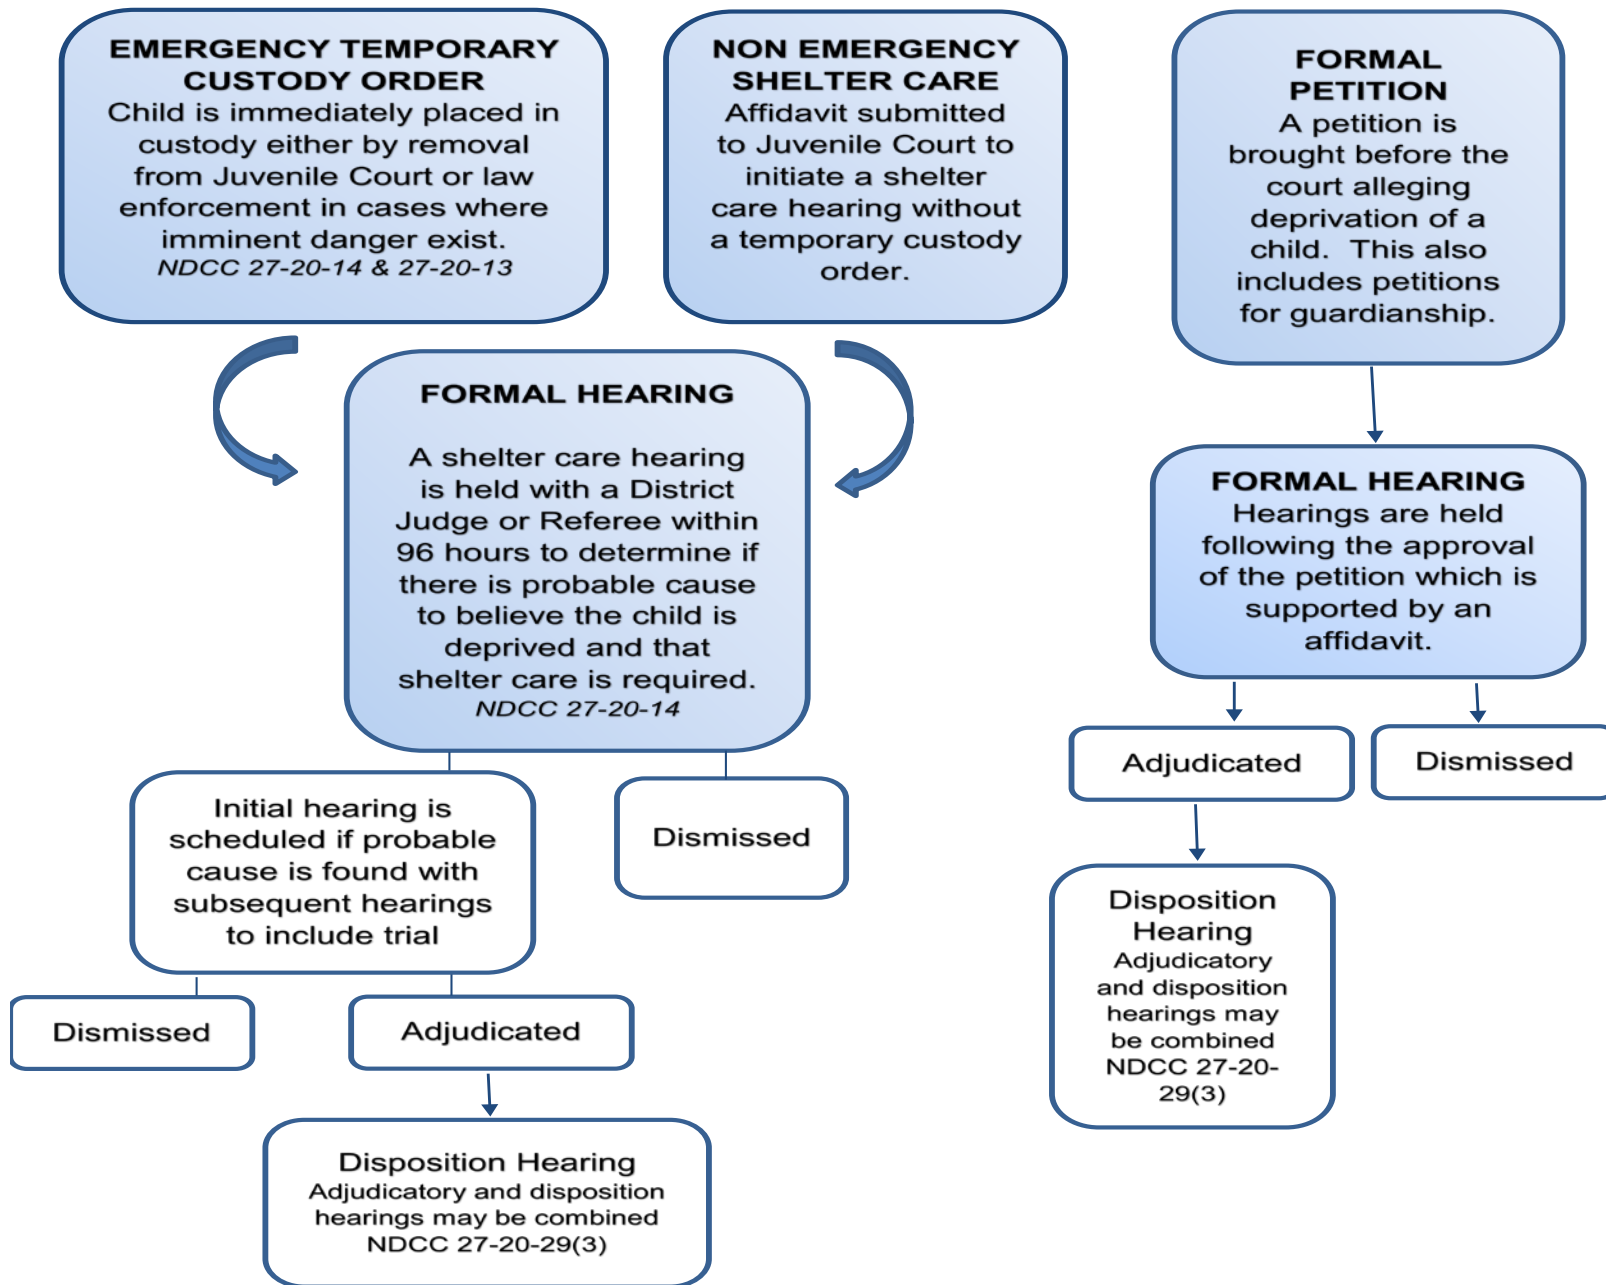 EMERGENCY TEMPORARY
CUSTODY ORDER
Child is immediately placed in
custody either by removal
from Juvenile Court or law
enforcement in cases where
imminent danger exist.
NDCC 27-20-14 & 27-20-13
NON EMERGENCY
SHELTER CARE
Affidavit submitted
to Juvenile Court to
initiate a shelter
care hearing without
a temporary custody
order.
FORMAL
PETITION
A petition is
brought before the
court alleging
deprivation of a
child. This also
includes petitions
for guardianship.
FORMAL HEARING
A shelter care hearing
is held with a District
Judge or Referee within
96 hours to determine if
there is probable cause
to believe the child is
deprived and that
shelter care is required.
NDCC 27-20-14
FORMAL HEARING
Hearings are held
following the approval
of the petition which is
supported by an
affidavit.
Adjudicated
Dismissed
Initial hearing is
scheduled if probable
cause is found with
subsequent hearings
to include trial
Dismissed
Disposition
Hearing
Adjudicatory
and disposition
hearings may
be combined
NDCC 27-20-
29(3)
Dismissed
Adjudicated
Disposition Hearing
Adjudicatory and disposition
hearings may be combined
NDCC 27-20-29(3)